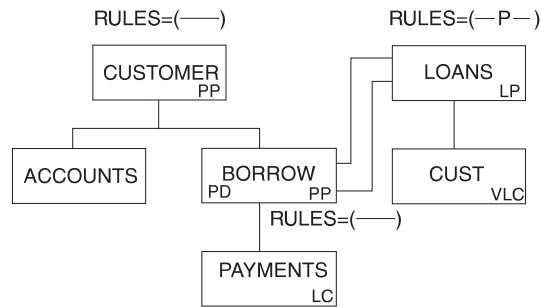 RULES=(——) RULES=(—P—)
CUSTOMER
PP
LOANS
LP
ACCOUNTS
BORROW
PD PP
CUST
VLC
RULES=(——)
PAYMENTS
LC